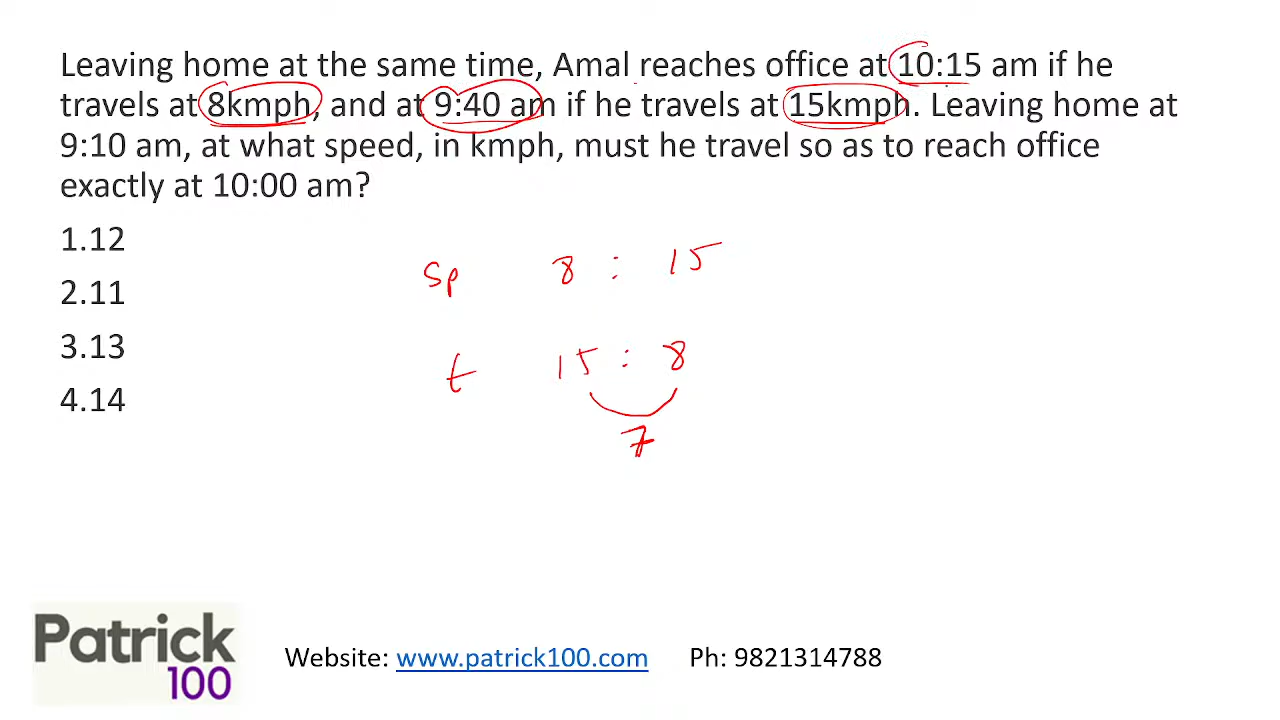 Leaving home at the same time, Amal reaches office at 10:15 am if he
travels at 8kmph, and at 9:40 am if he travels at 15kmph. Leaving home at
9:10 am, at what speed, in kmph, must he travel so as to reach office
exactly at 10:00 am?
1.12
2.11
3.13
4.14
Sp 8 : 15
t 15 : 8
7
Patrick
100
Website: www.patrick100.com Ph: 9821314788